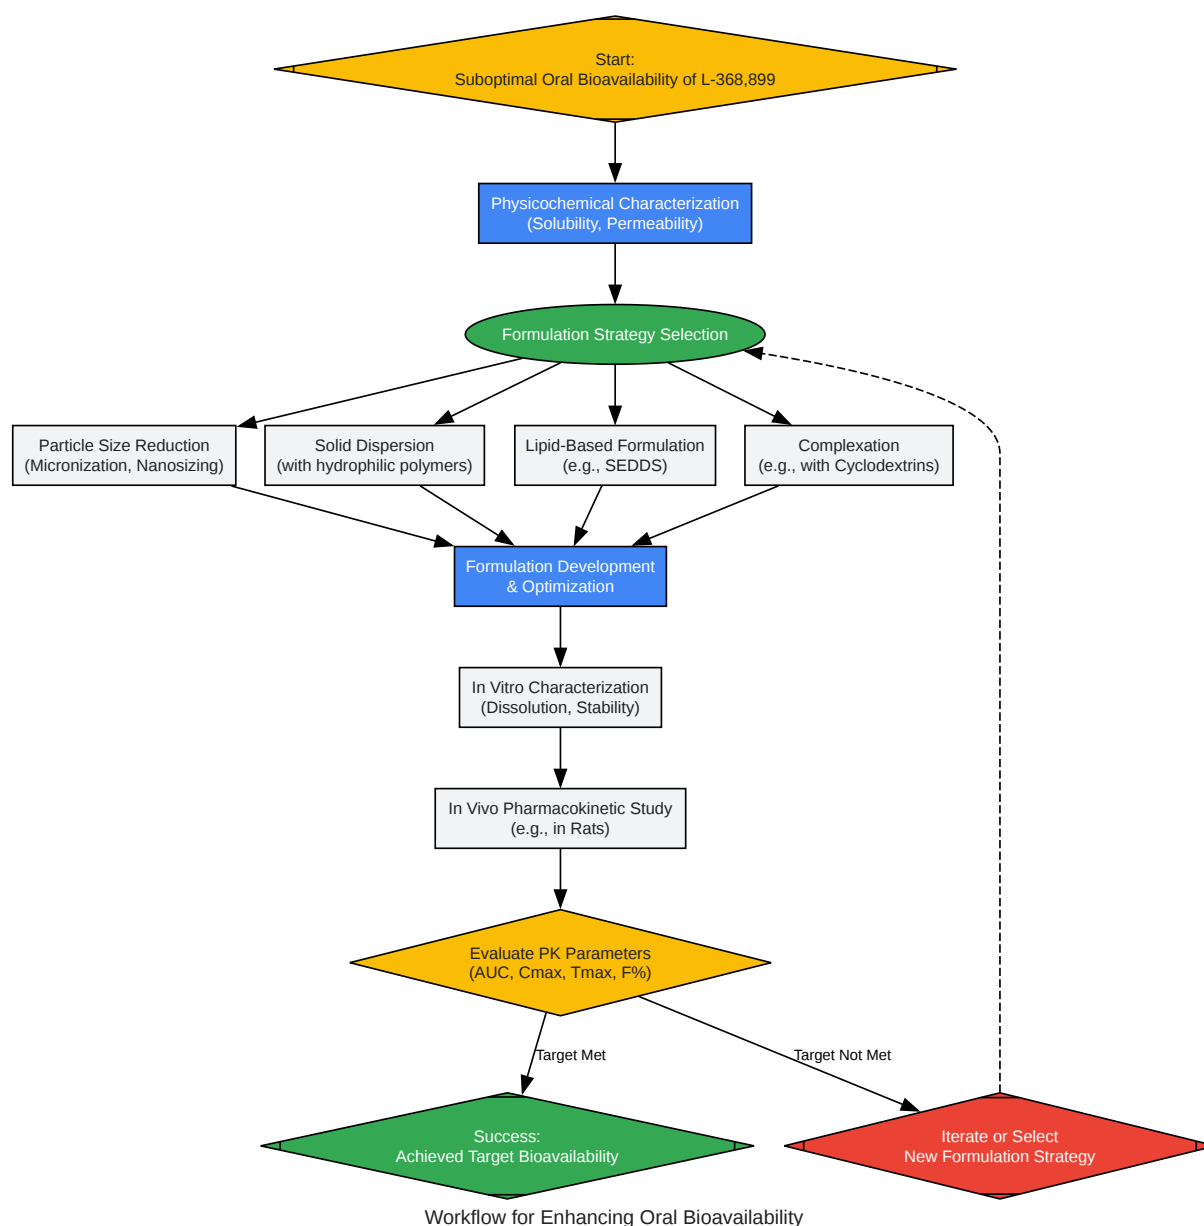 Start:
Suboptimal Oral Bioavailability of L-368,899
Physicochemical Characterization
(Solubility, Permeability)
Formulation Strategy Selection
Particle Size Reduction
(Micronization, Nanosizing)
Solid Dispersion
(with hydrophilic polymers)
Lipid-Based Formulation
(e.g., SEDDS)
Complexation
(e.g., with Cyclodextrins)
Formulation Development
& Optimization
In Vitro Characterization
(Dissolution, Stability)
In Vivo Pharmacokinetic Study
(e.g., in Rats)
Evaluate PK Parameters
(AUC, Cmax, Tmax, F%)
Target Met
Target Not Met
Success:
Achieved Target Bioavailability
Iterate or Select
New Formulation Strategy
Workflow for Enhancing Oral Bioavailability